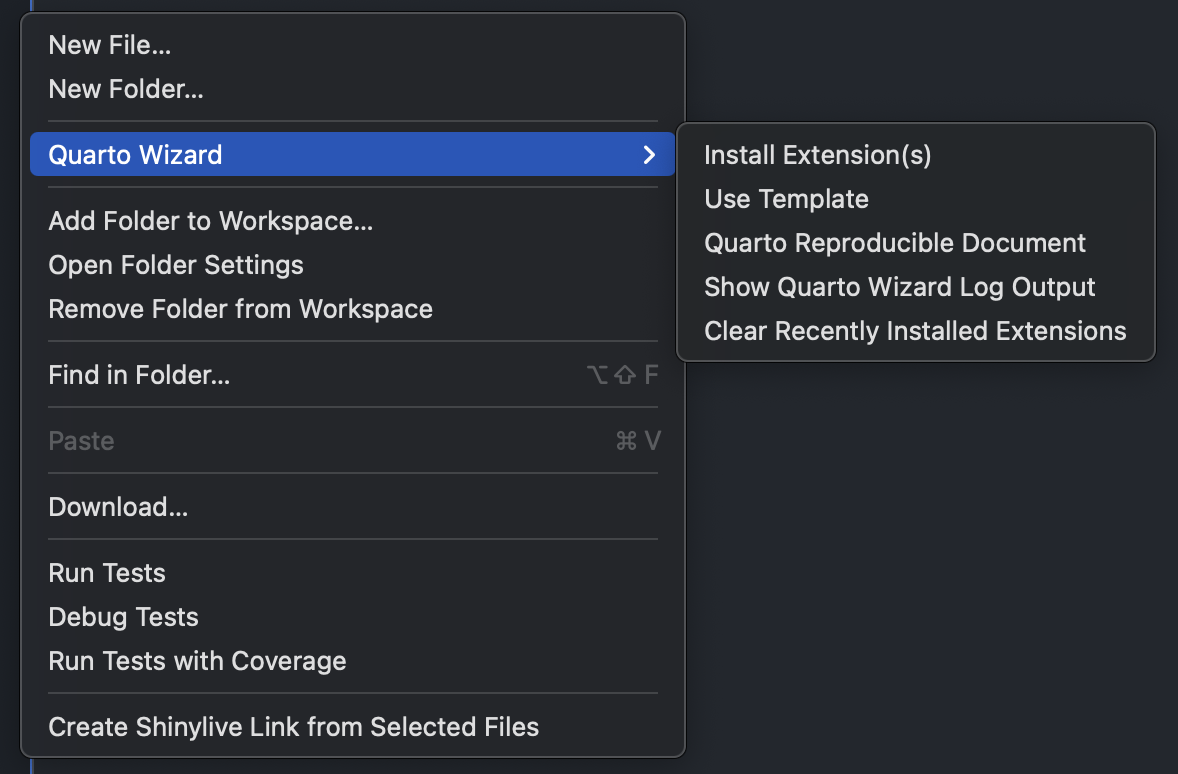 New File...
New Folder...
Quarto Wizard
Add Folder to Workspace...
Open Folder Settings
Remove Folder from Workspace
Find in Folder... ⌥⇧ F
Paste ⌘ V
Download...
Run Tests
Debug Tests
Run Tests with Coverage
Create Shinylive Link from Selected Files
Install Extension(s)
Use Template
Quarto Reproducible Document
Show Quarto Wizard Log Output
Clear Recently Installed Extensions